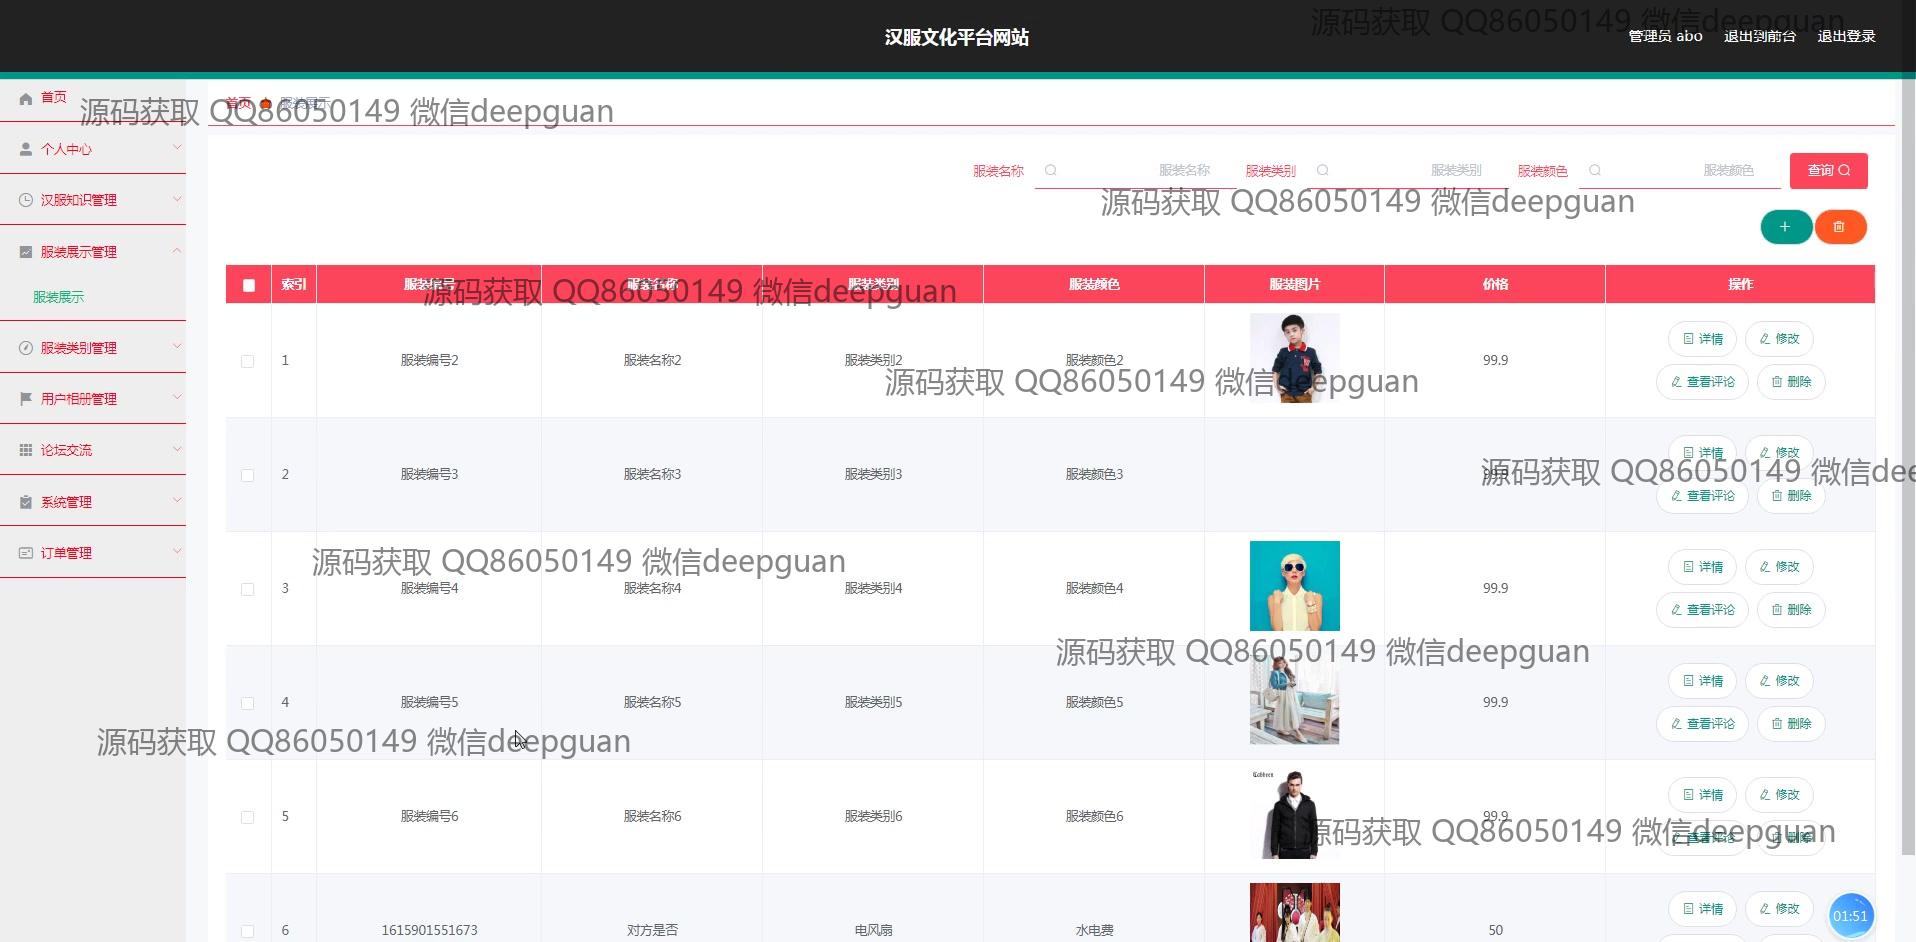 汉服文化平台网站
源码获取 QQ86050149 微信deepguan
管理员 abo 退出到前台 退出登录
首页
首页 服装展示
源码获取 QQ86050149 微信deepguan
个人中心
服装名称 服装名称 服装类别 服装类别 服装颜色 服装颜色 查询
汉服知识管理
源码获取 QQ86050149 微信deepguan
服装展示管理
服装展示
索引 服装编号 服装名称 服装类别 服装颜色 服装图片 价格 操作
源码获取 QQ86050149 微信deepguan
服装类别管理
用户相册管理
论坛交流
系统管理
订单管理
1 服装编号2 服装名称2 服装类别2 服装颜色2 99.9 详情 修改
查看评论 删除
源码获取 QQ86050149 微信deepguan
2 服装编号3 服装名称3 服装类别3 服装颜色3 99.9 详情 修改
查看评论 删除
源码获取 QQ86050149 微信dee
源码获取 QQ86050149 微信deepguan
3 服装编号4 服装名称4 服装类别4 服装颜色4 99.9 详情 修改
查看评论 删除
源码获取 QQ86050149 微信deepguan
4 服装编号5 服装名称5 服装类别5 服装颜色5 99.9 详情 修改
查看评论 删除
源码获取 QQ86050149 微信deepguan
Cabbeen
5 服装编号6 服装名称6 服装类别6 服装颜色6 99.9 详情 修改
查看评论 删除
源码获取 QQ86050149 微信deepguan
6 1615901551673 对方是否 电风扇 水电费 50 详情 修改
01:51